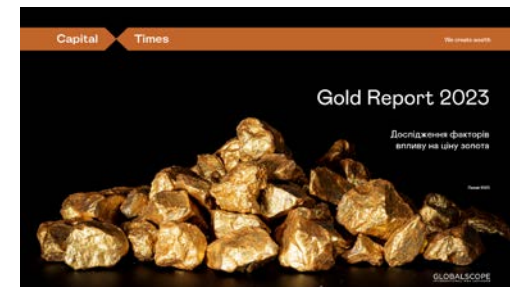 Capital Times
We create wealth
Gold Report 2023
Дослідження факторів
впливу на ціну золота
GLOBALSCOPE